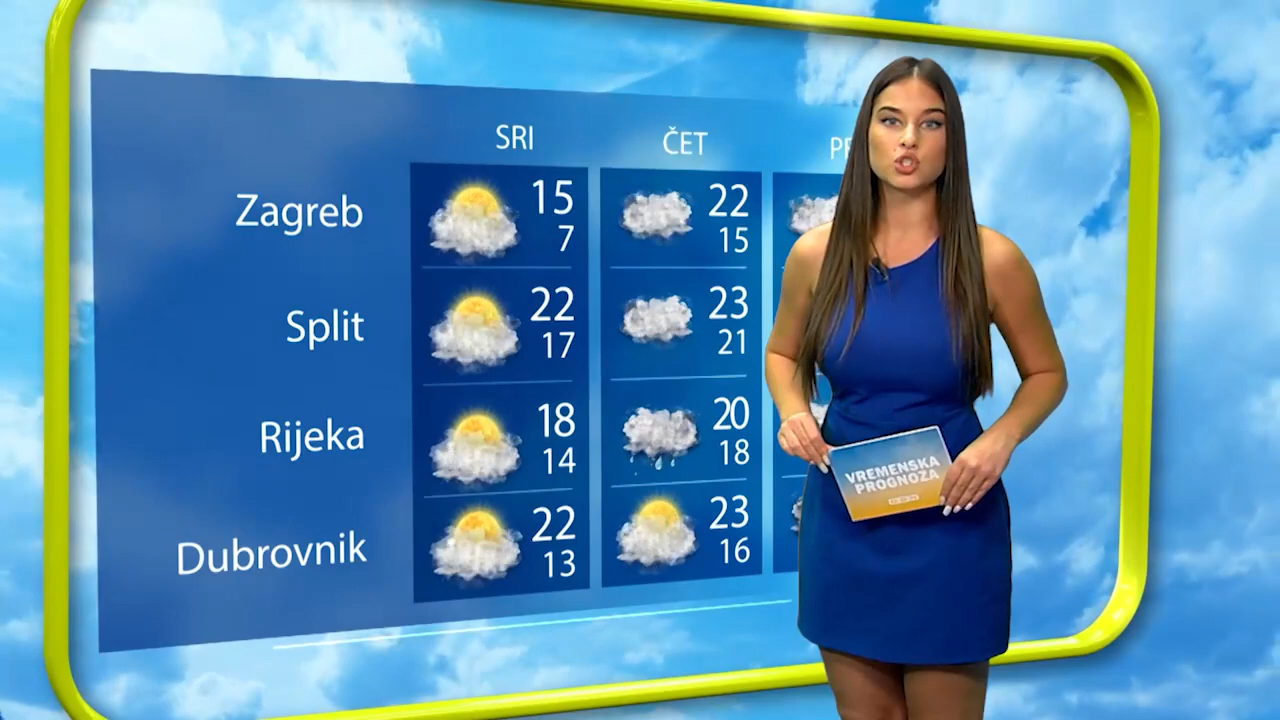 SRI ČET
Zagreb 15 7 22 15
Split 22 17 23 21
Rijeka 18 14 20 18
Dubrovnik 22 13 23 16
VREMENSKA
PROGNOZA